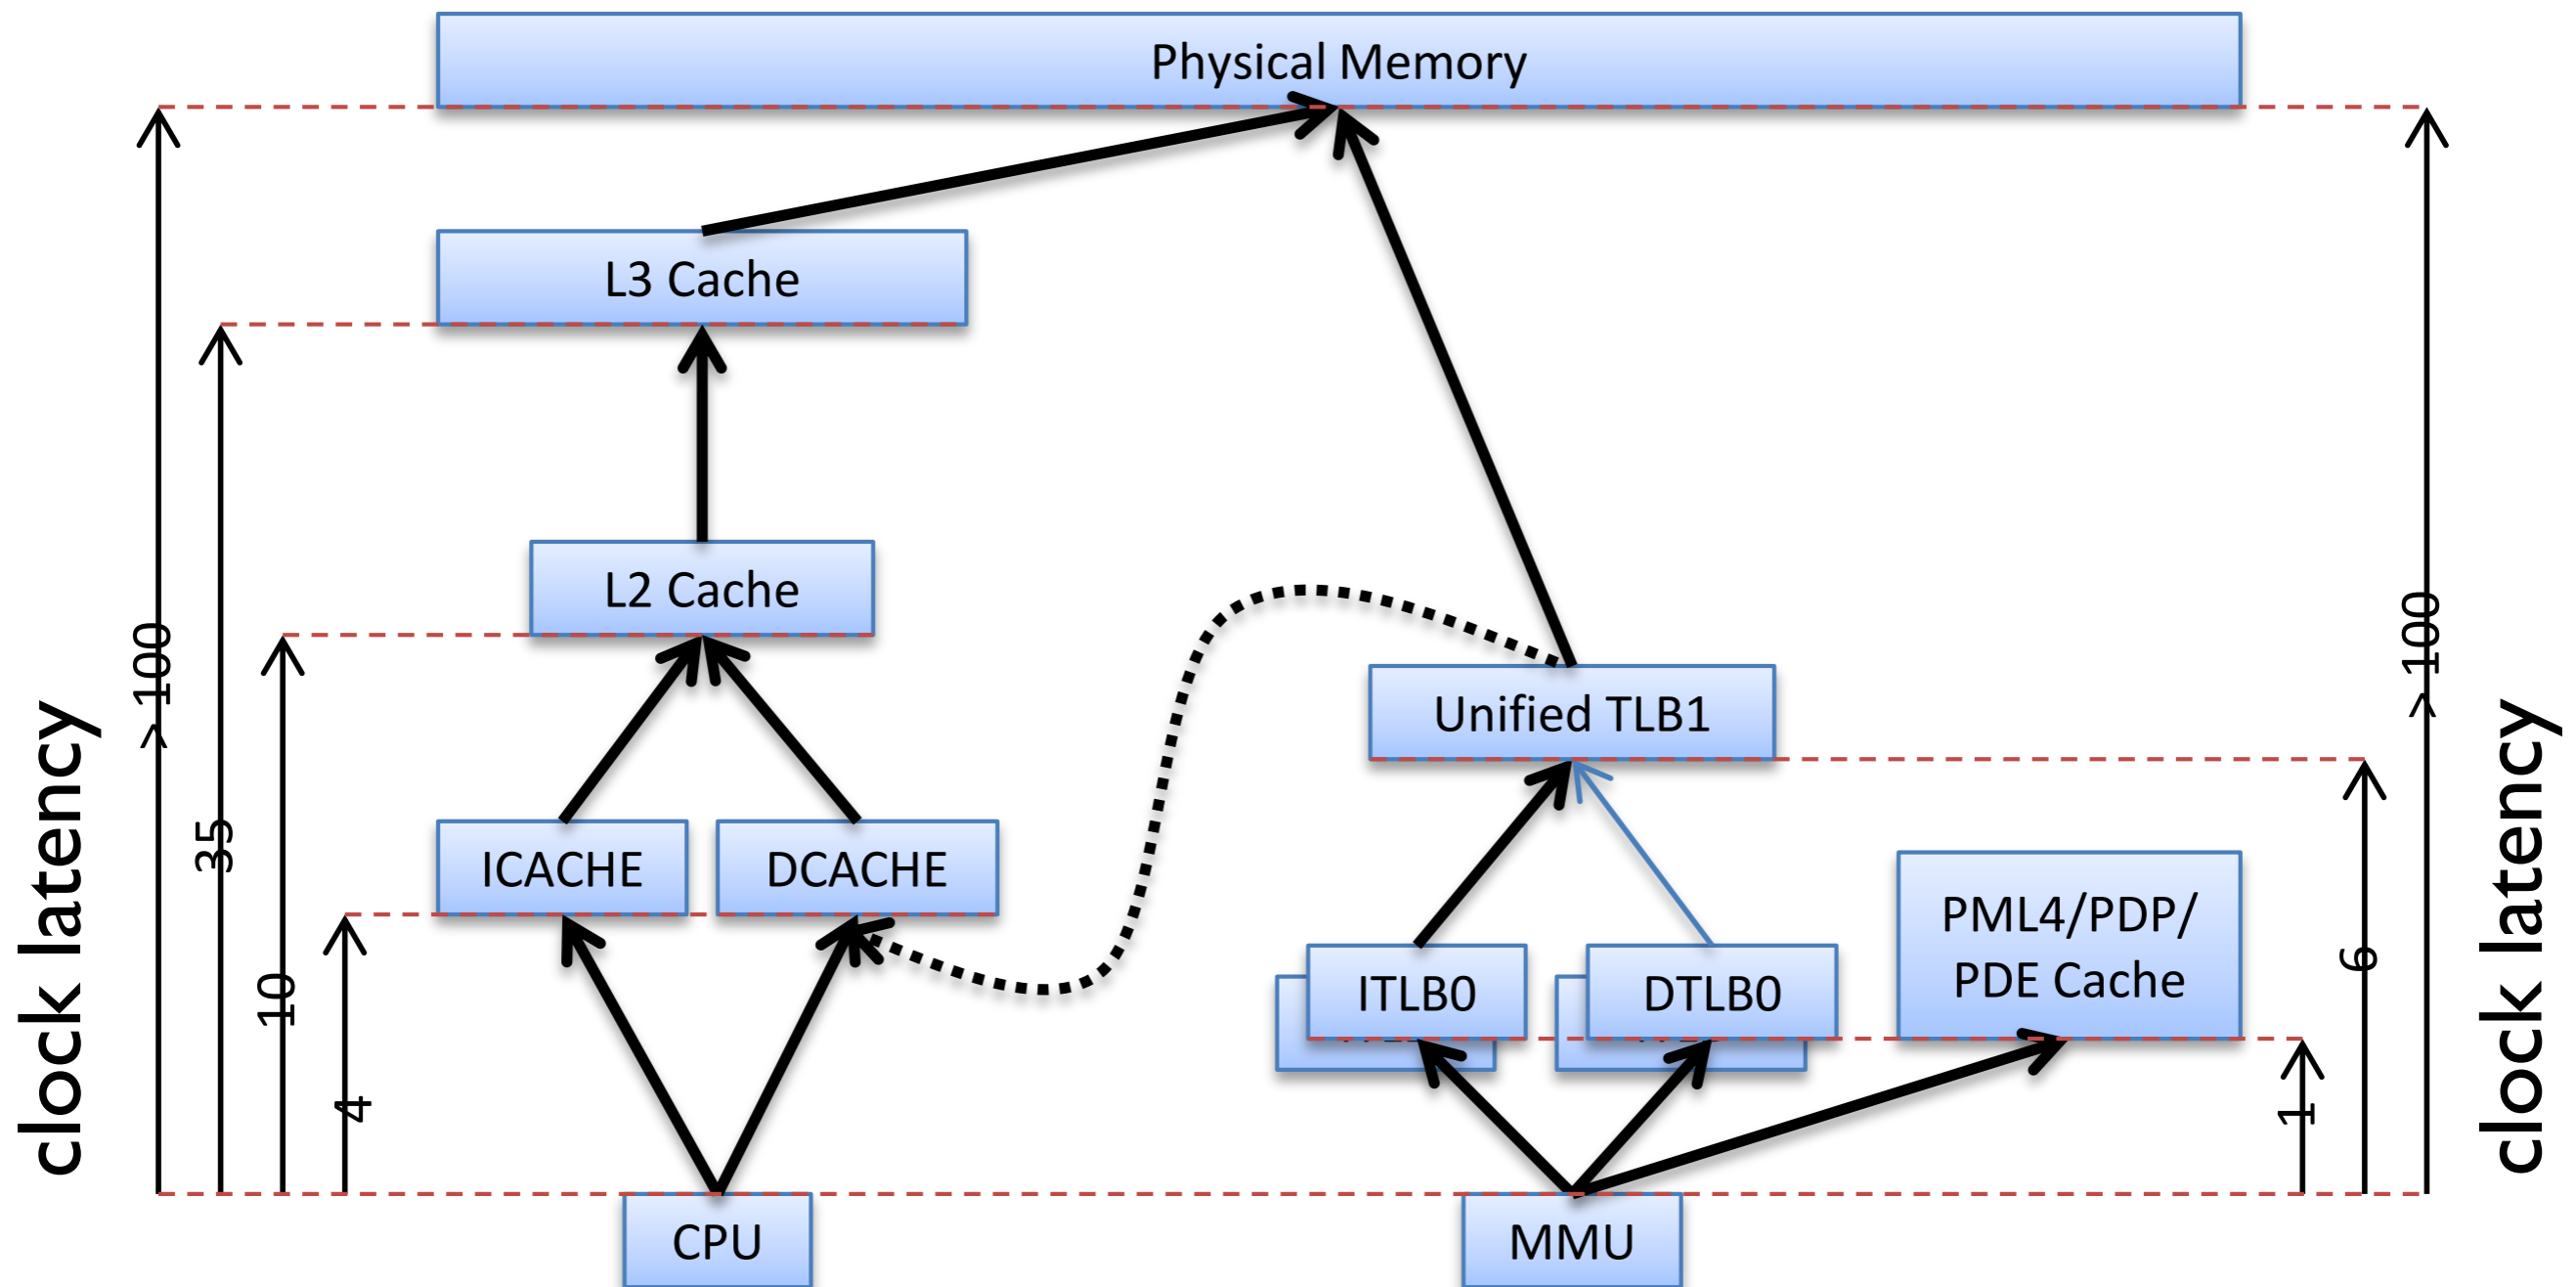 Physical Memory
L3 Cache
L2 Cache
> 100
> 100
Unified TLB1
clock latency
clock latency
35
ICACHE
DCACHE
PML4/PDP/
PDE Cache
6
10
ITLB0
DTLB0
4
1
CPU
MMU